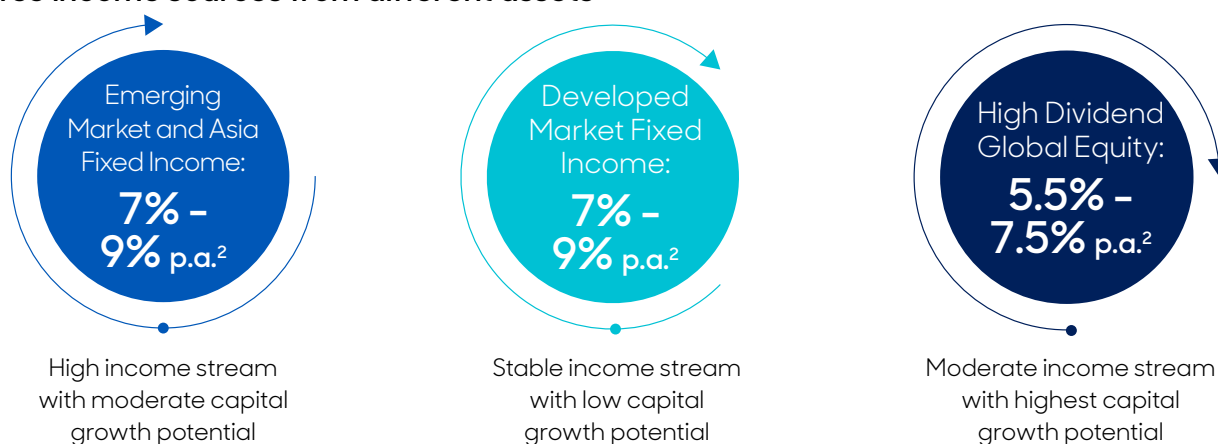 Emerging
Market and Asia
Fixed Income:
7% –
9% p.a.²
High income stream
with moderate capital
growth potential
Developed
Market Fixed
Income:
7% –
9% p.a.²
Stable income stream
with low capital
growth potential
High Dividend
Global Equity:
5.5% –
7.5% p.a.²
Moderate income stream
with highest capital
growth potential